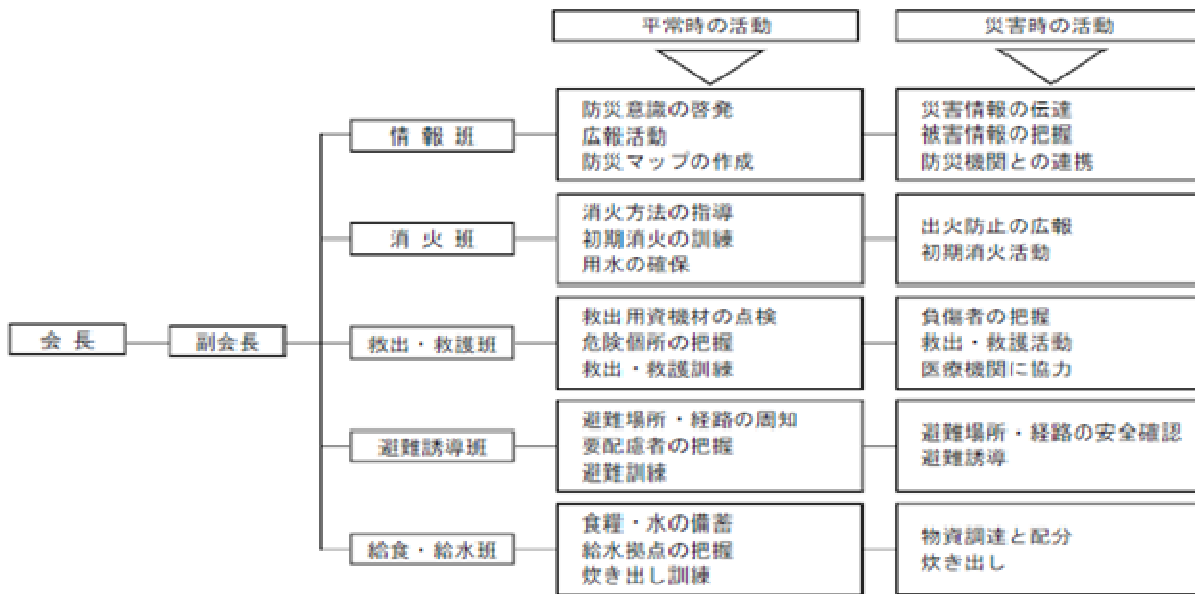 平常時の活動
災害時の活動
情報班
防災意識の啓発
広報活動
防災マップの作成
災害情報の伝達
被害情報の把握
防災機関との連携
消火班
消火方法の指導
初期消火の訓練
用水の確保
出火防止の広報
初期消火活動
会長
副会長
救出・救護班
救出用資機材の点検
危険個所の把握
救出・救護訓練
負傷者の把握
救出・救護活動
医療機関に協力
避難誘導班
避難場所・経路の周知
要配慮者の把握
避難訓練
避難場所・経路の安全確認
避難誘導
給食・給水班
食糧・水の備蓄
給水拠点の把握
炊き出し訓練
物資調達と配分
炊き出し